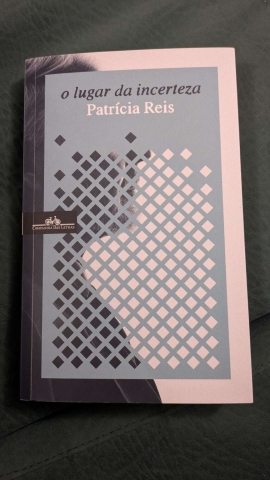 o lugar da incerteza
Patrícia Reis
Companhia das Letras